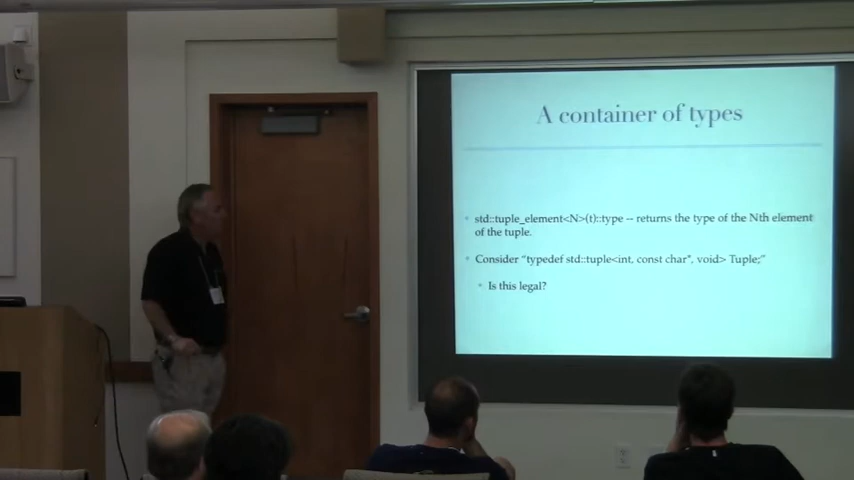 A container of types
std::tuple_element<N>(t)::type -- returns the type of the Nth element
of the tuple.
Consider "typedef std::tuple<int, const char*, void> Tuple;"
Is this legal?